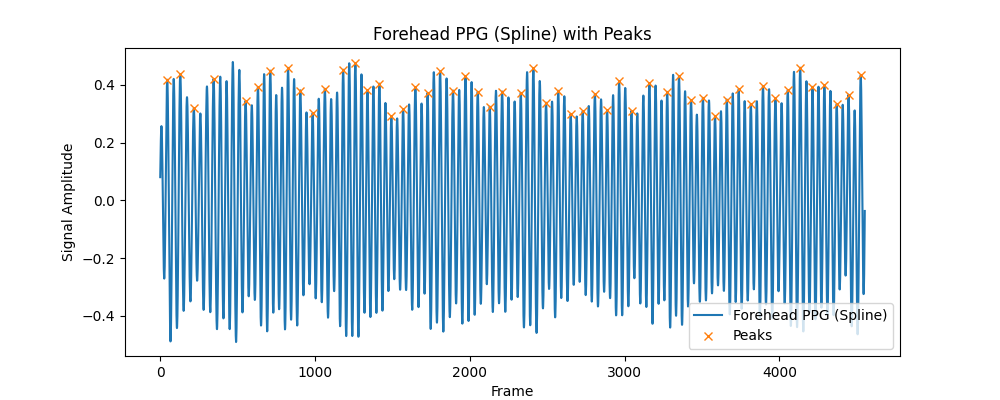 Forehead PPG (Spline) with Peaks
Signal Amplitude
0.4
0.2
0.0
−0.2
−0.4
0 1000 2000 3000 4000
Frame
Forehead PPG (Spline)
Peaks